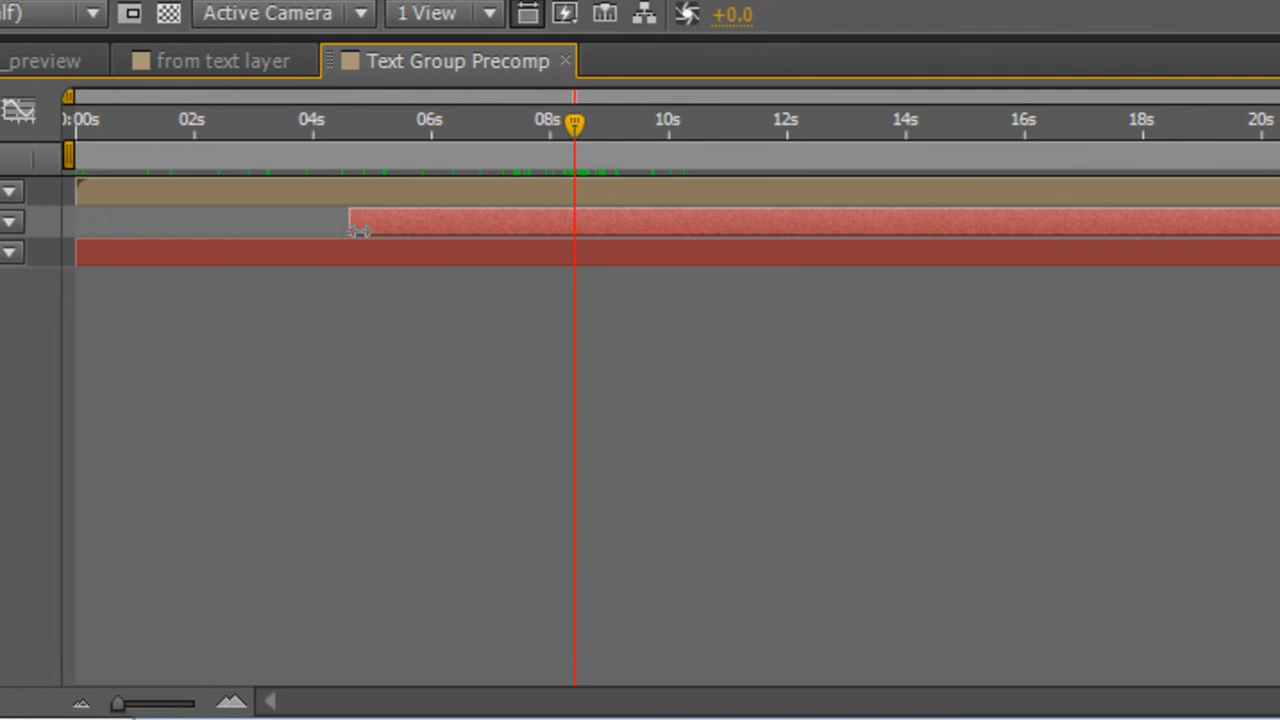 lf) Active Camera 1 View +0.0
_preview from text layer Text Group Precomp ×
):00s 02s 04s 06s 08s 10s 12s 14s 16s 18s 20s